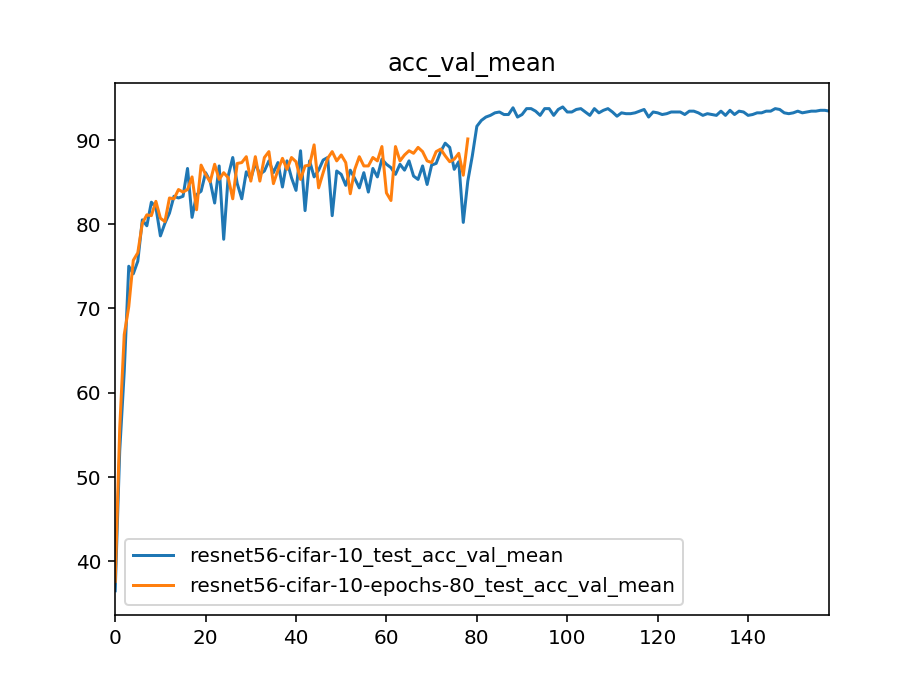 acc_val_mean
90
80
70
60
50
40
resnet56-cifar-10_test_acc_val_mean
resnet56-cifar-10-epochs-80_test_acc_val_mean
0 20 40 60 80 100 120 140